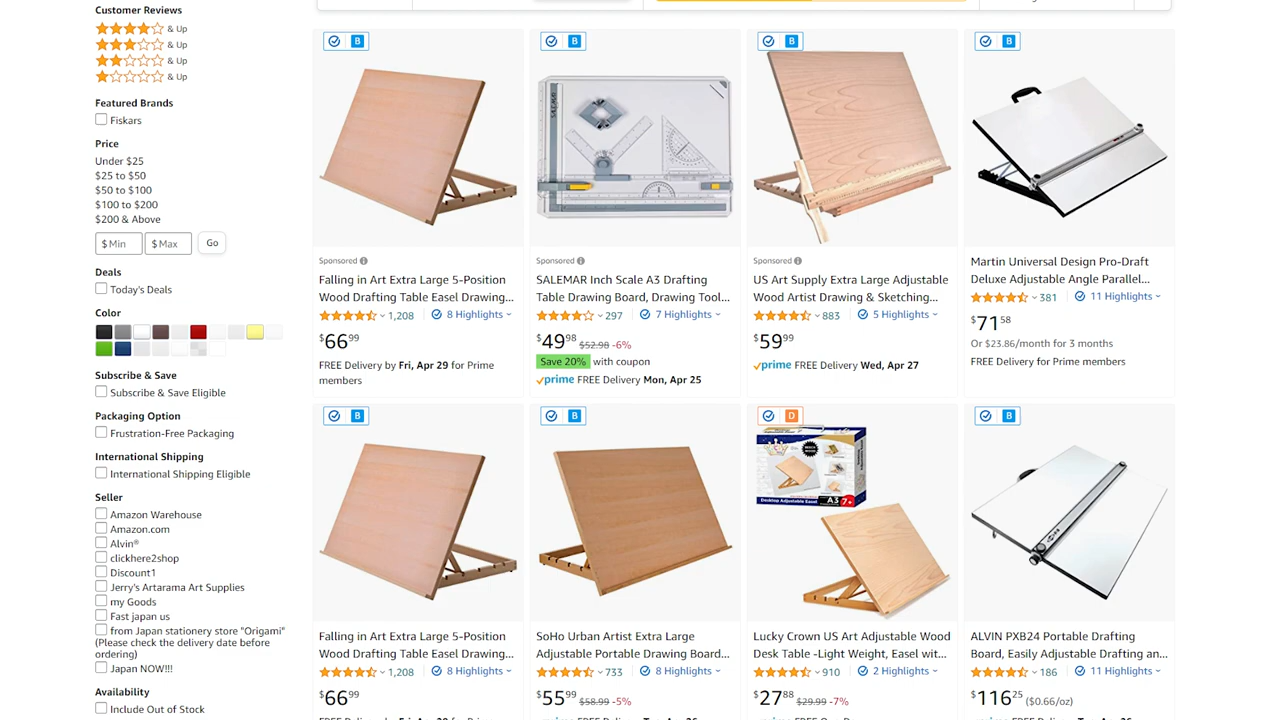 Customer Reviews
& Up
& Up
& Up
& Up
Featured Brands
Fiskars
Price
Under $25
$25 to $50
$50 to $100
$100 to $200
$200 & Above
$ Min $ Max Go
Deals
Today's Deals
Color
Subscribe & Save
Subscribe & Save Eligible
Packaging Option
Frustration-Free Packaging
International Shipping
International Shipping Eligible
Seller
Amazon Warehouse
Amazon.com
Alvin®
clickhere2shop
Discount1
Jerry's Artarama Art Supplies
my Goods
Fast japan us
from Japan stationery store "Origami"
(Please check the delivery date before
ordering)
Japan NOW!!!
Availability
Include Out of Stock
B
Sponsored
Falling in Art Extra Large 5-Position
Wood Drafting Table Easel Drawing...
1,208 8 Highlights
$66.99
FREE Delivery by Fri, Apr 29 for Prime
members
B
Sponsored
SALEMAR Inch Scale A3 Drafting
Table Drawing Board, Drawing Tool...
297 7 Highlights
$49.98 $52.98 -6%
Save 20% with coupon
prime FREE Delivery Mon, Apr 25
B
Sponsored
US Art Supply Extra Large Adjustable
Wood Artist Drawing & Sketching...
883 5 Highlights
$59.99
prime FREE Delivery Wed, Apr 27
B
Martin Universal Design Pro-Draft
Deluxe Adjustable Angle Parallel...
381 11 Highlights
$71.58
Or $23.86/month for 3 months
FREE Delivery for Prime members
B
Falling in Art Extra Large 5-Position
Wood Drafting Table Easel Drawing...
1,208 8 Highlights
$66.99
B
SoHo Urban Artist Extra Large
Adjustable Portable Drawing Board...
733 8 Highlights
$55.99 $58.99 -5%
D
A3
Lucky Crown US Art Adjustable Wood
Desk Table -Light Weight, Easel wit...
910 2 Highlights
$27.88 $29.99 -7%
B
ALVIN PXB24 Portable Drafting
Board, Easily Adjustable Drafting an...
186 11 Highlights
$116.25 ($0.66/oz)